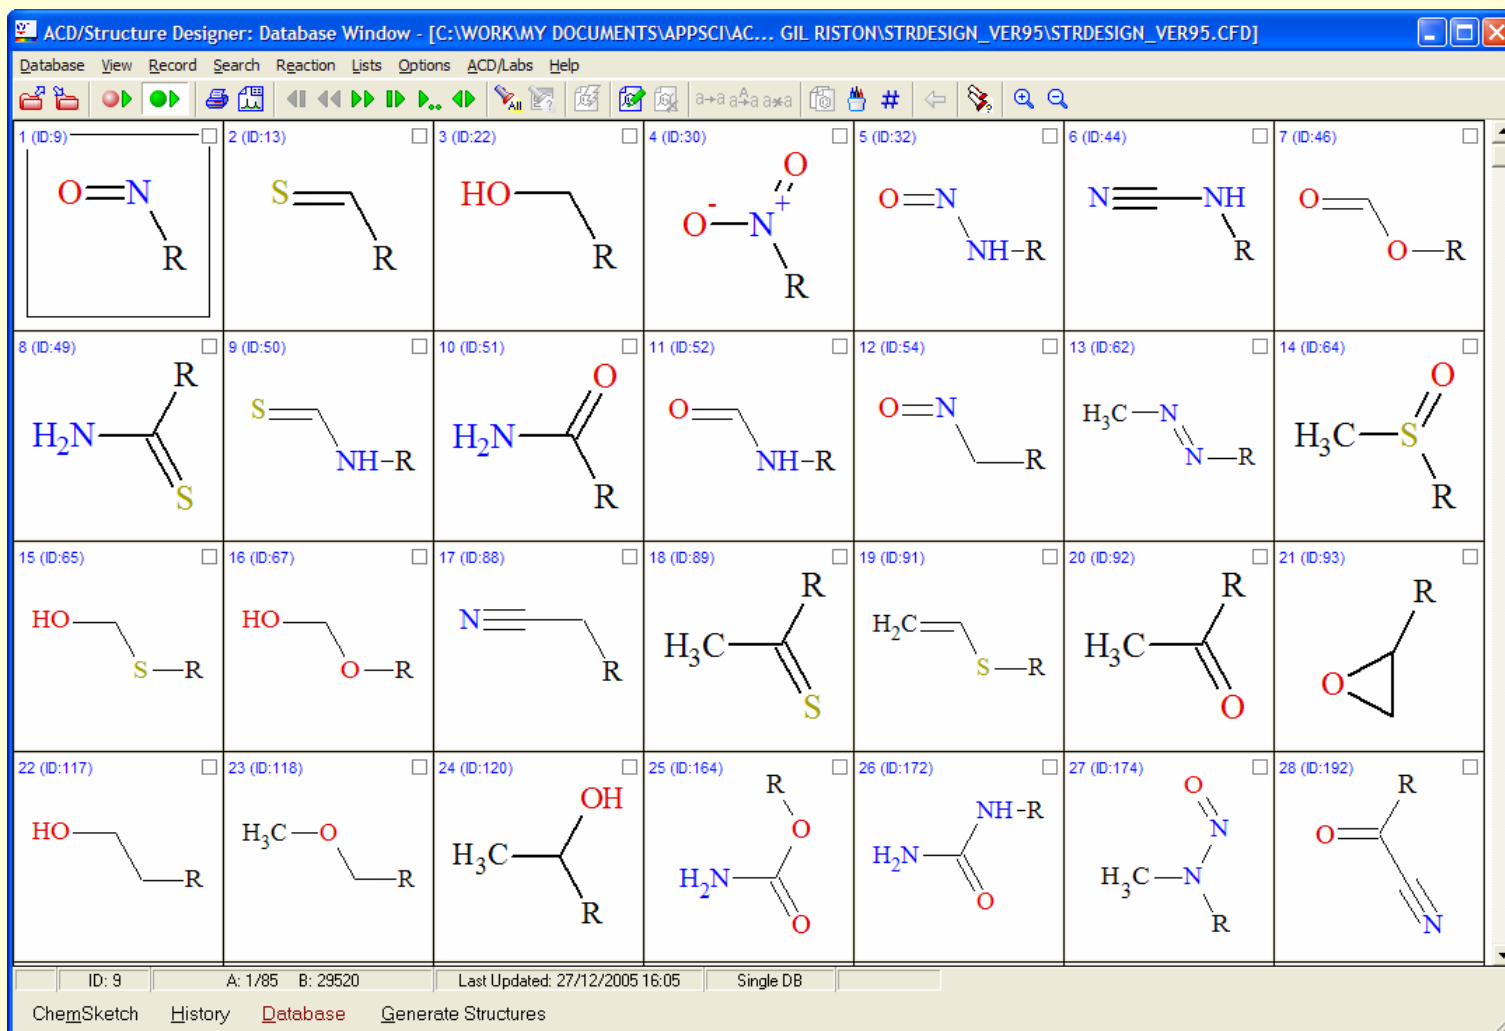 ACD/Structure Designer: Database Window - [C:\WORK\MY DOCUMENTS\APPSCI\AC... GIL RISTON\STRDESIGN_VER95\STRDESIGN_VER95.CFD]
Database View Record Search Reaction Lists Options ACD/Labs Help
All a→a a→a a≠a #
1 (ID:9) 2 (ID:13) 3 (ID:22) 4 (ID:30) 5 (ID:32) 6 (ID:44) 7 (ID:46)
O N R S R HO R O O- N+ R O N NH-R N NH R O O R
8 (ID:49) 9 (ID:50) 10 (ID:51) 11 (ID:52) 12 (ID:54) 13 (ID:62) 14 (ID:64)
R H2N S S NH-R O H2N R O NH-R O N R H3C N N R O H3C S R
15 (ID:65) 16 (ID:67) 17 (ID:88) 18 (ID:89) 19 (ID:91) 20 (ID:92) 21 (ID:93)
HO S R HO O R N R R H3C S H2C S R R H3C O R O
22 (ID:117) 23 (ID:118) 24 (ID:120) 25 (ID:164) 26 (ID:172) 27 (ID:174) 28 (ID:192)
HO R H3C O R OH H3C R R O H2N O NH-R H2N O O N H3C N R R O N
ID: 9 A: 1/85 B: 29520 Last Updated: 27/12/2005 16:05 Single DB
ChemSketch History Database Generate Structures